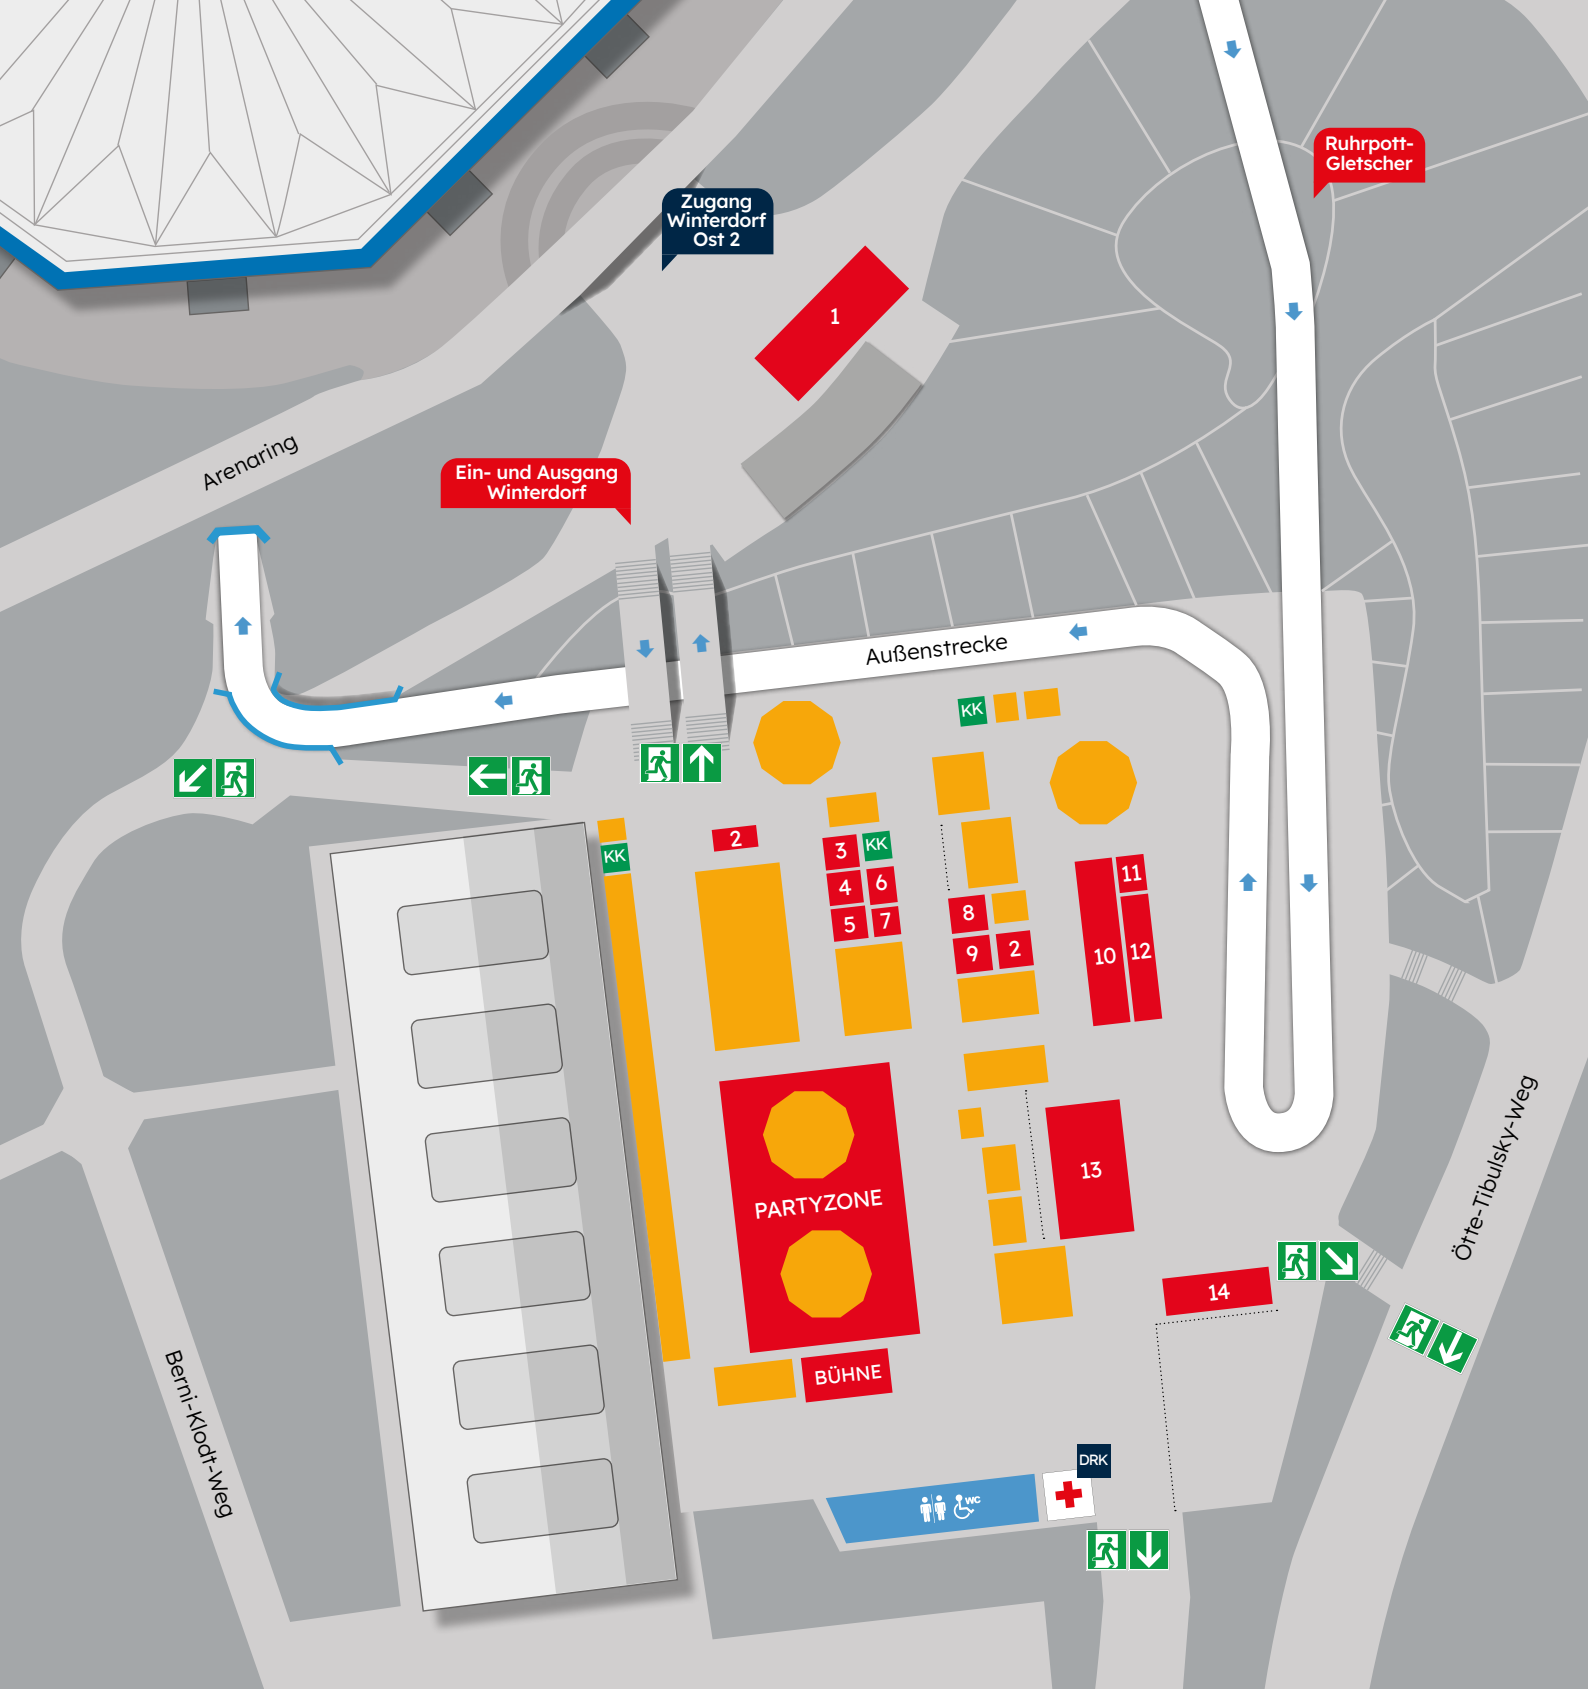 Ruhrpott-
Gletscher
Zugang
Winterdorf
Ost 2
1
Arenaring
Ein- und Ausgang
Winterdorf
Außenstrecke
KK
2
3
KK
KK
4
6
5
7
8
9
2
11
10
12
PARTYZONE
13
14
BÜHNE
Ötte-Tibulsky-Weg
Berni-Klodt-Weg
DRK
WC